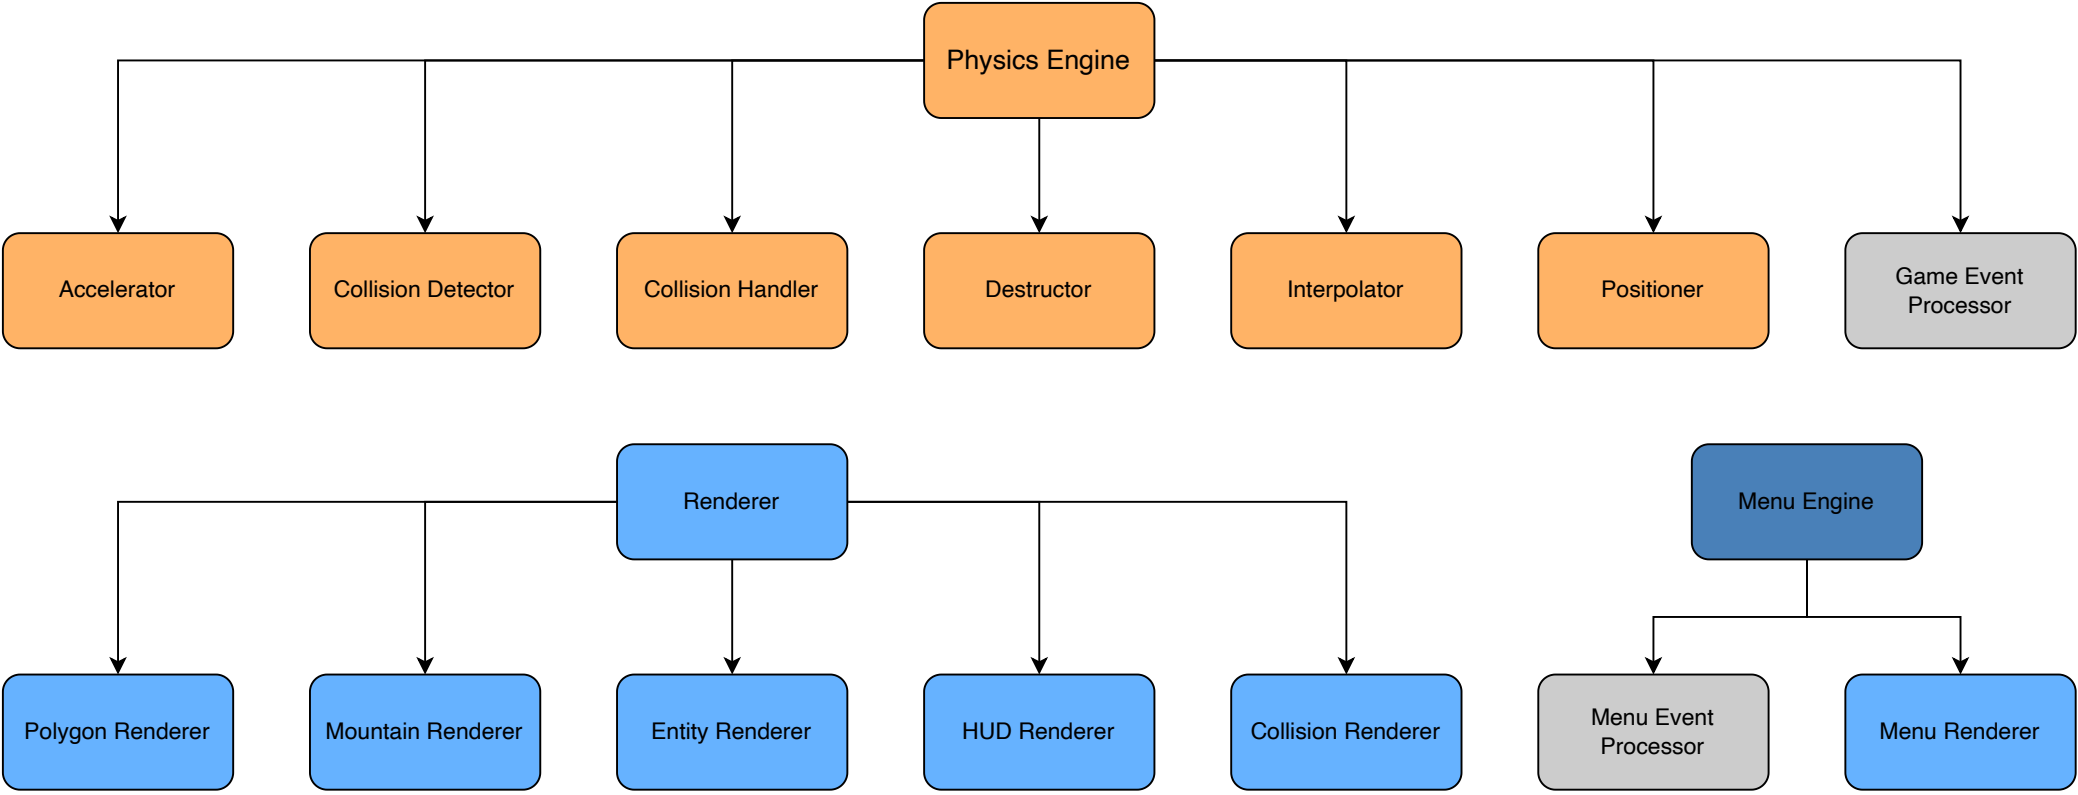 Physics Engine
Accelerator
Collision Detector
Collision Handler
Destructor
Interpolator
Positioner
Game Event
Processor
Renderer
Menu Engine
Polygon Renderer
Mountain Renderer
Entity Renderer
HUD Renderer
Collision Renderer
Menu Event
Processor
Menu Renderer